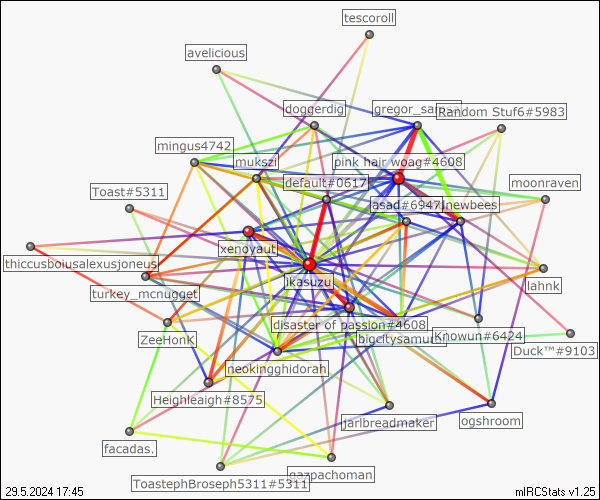 tescoroll
avelicious
doggerdig
gregor_samsa
Random Stuf6#5983
mingus4742
mukszi
pink hair woag#4608
default#0617
moonraven
Toast#5311
asad#6947
newbees
xenoyaut
thiccusboiusalexusjoneus
lkasuzu
lahnk
turkey_mcnugget
disaster of passion#4608
ZeeHonK
bigcitysamurai
Knowun#6424
Duck™#9103
neokingghidorah
Heighleaigh#8575
jarlbreadmaker
ogshroom
facadas.
gazpachoman
ToastephBroseph5311#5311
29.5.2024 17:45
mIRCStats v1.25